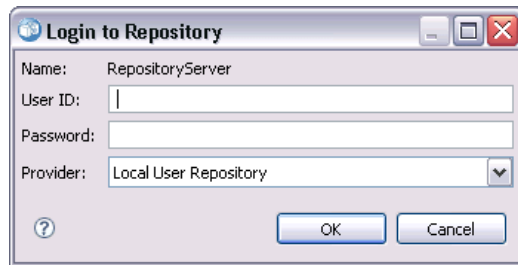 Login to Repository
Name: RepositoryServer
User ID:
Password:
Provider: Local User Repository
? OK Cancel